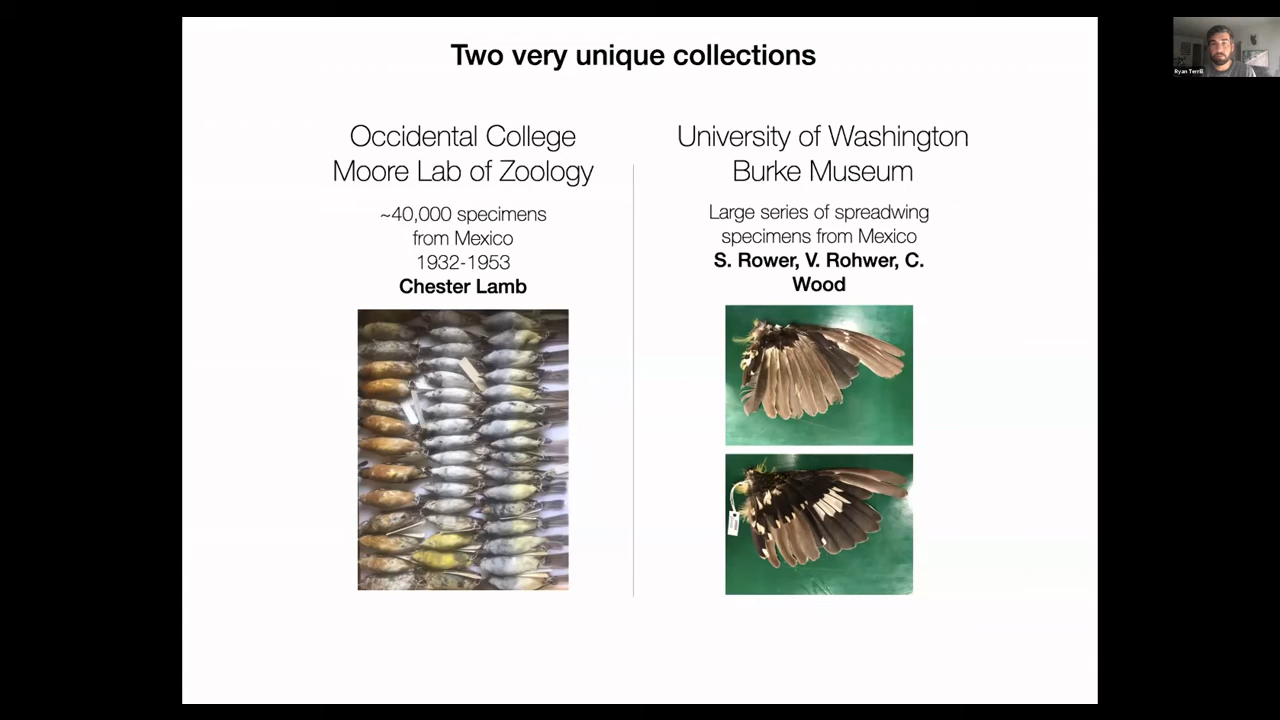 Two very unique collections
Occidental College
Moore Lab of Zoology
~40,000 specimens
from Mexico
1932-1953
Chester Lamb
University of Washington
Burke Museum
Large series of spreadwing
specimens from Mexico
S. Rower, V. Rohwer, C.
Wood
Ryan Terrill